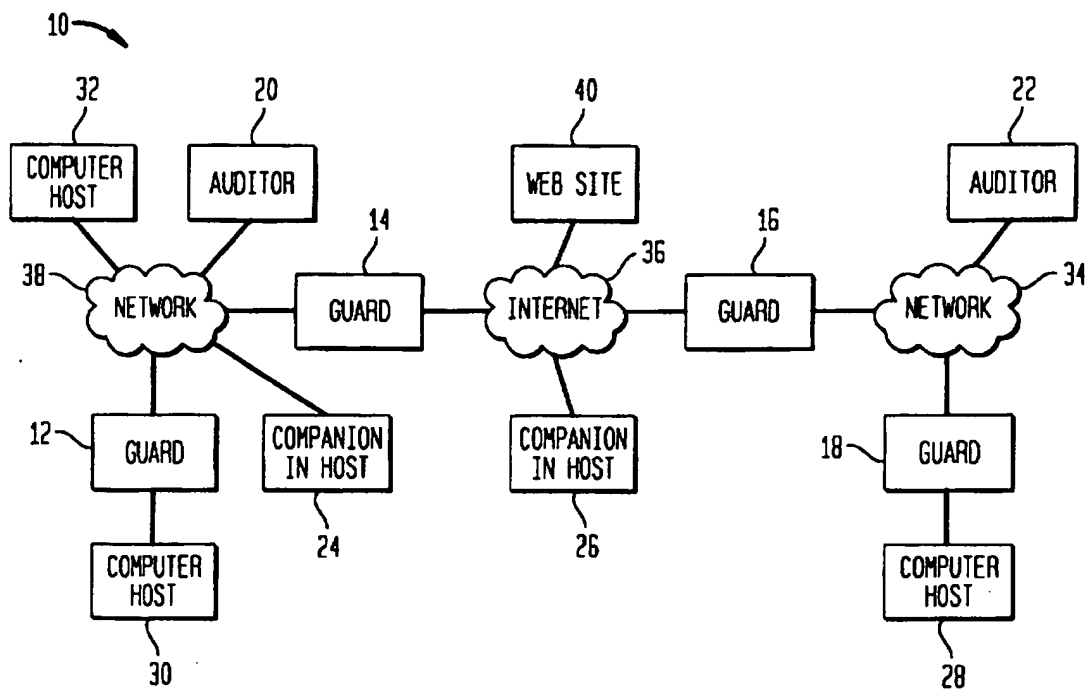 10
32
20
40
22
COMPUTER
HOST
AUDITOR
WEB SITE
AUDITOR
14
16
38
36
34
NETWORK
GUARD
INTERNET
GUARD
NETWORK
12
GUARD
COMPANION
IN HOST
COMPANION
IN HOST
18
GUARD
24
26
COMPUTER
HOST
COMPUTER
HOST
30
28